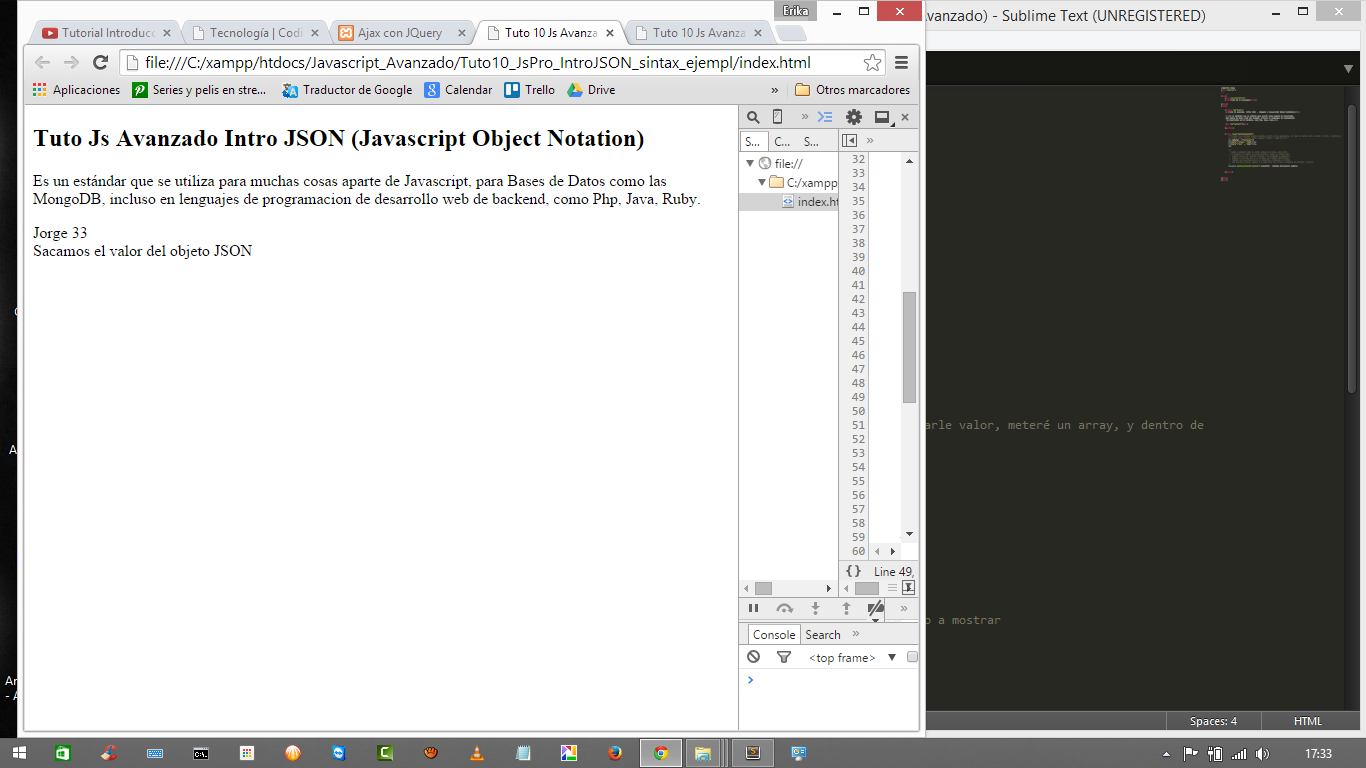 Erika
Tutorial Introducc
Tecnología | Codi
Ajax con JQuery
Tuto 10 Js Avanza
Tuto 10 Js Avanza
Avanzado) - Sublime Text (UNREGISTERED)
file:///C:/xampp/htdocs/Javascript_Avanzado/Tuto10_JsPro_IntroJSON_sintax_ejempl/index.html
Aplicaciones
Series y pelis en stre...
Traductor de Google
Calendar
Trello
Drive
»
Otros marcadores
Tuto Js Avanzado Intro JSON (Javascript Object Notation)
Es un estándar que se utiliza para muchas cosas aparte de Javascript, para Bases de Datos como las
MongoDB, incluso en lenguajes de programacion de desarrollo web de backend, como Php, Java, Ruby.
Jorge 33
Sacamos el valor del objeto JSON
S...
C...
S...
»
file://
C:/xampp
index.ht
32
33
34
35
36
37
38
39
40
41
42
43
44
45
46
47
48
49
50
51
52
53
54
55
56
57
58
59
60
{} Line 49,
Console
Search
»
<top frame>
arle valor, meteré un array, y dentro de
o a mostrar
Spaces: 4
HTML
17:33